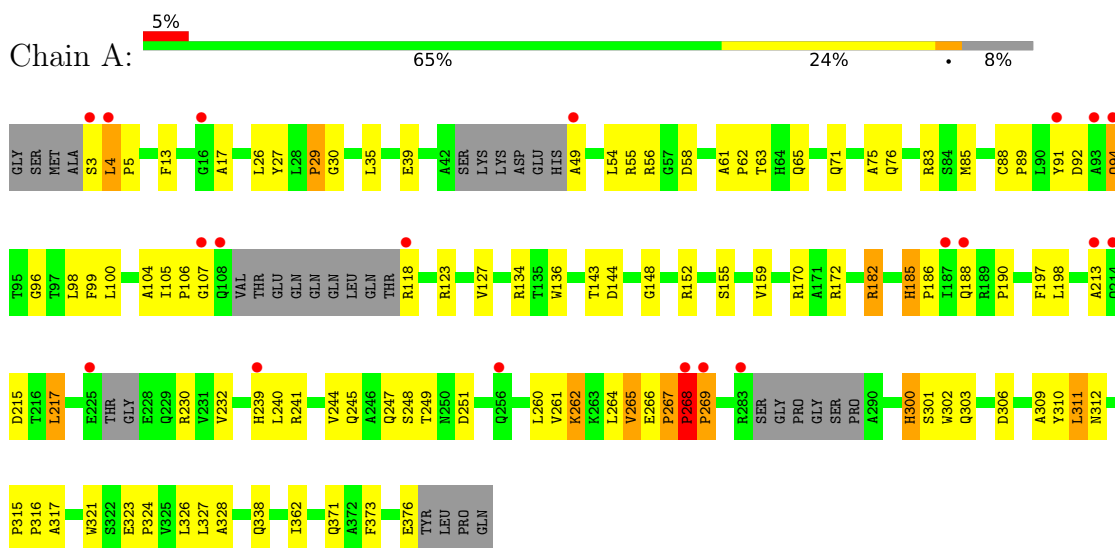 5%
Chain A:
65% 24% • 8%
GLY SER MET ALA S3 L4 P5 F13 G16 A17 L26 Y27 L28 P29 G30 L35 E39 A42 SER LYS LYS ASP GLU HIS A49 L54 R55 R56 G57 D58 A61 P62 T63 H64 Q65 Q71 A75 Q76 R83 S84 M85 C88 P89 L90 Y91 D92 A93
T95 G96 T97 L98 F99 L100 A104 I105 P106 G107 Q108 VAL THR GLU GLN GLN GLN LEU GLN THR R118 R123 V127 R134 T135 W136 T143 D144 G148 R152 S155 V159 R170 A171 R172 R182 H185 P186 I187 Q188 R189 P190 F197 L198 A213
D215 T216 L217 E225 THR GLY E228 Q229 R230 V231 V232 H239 L240 R241 V244 Q245 A246 Q247 S248 T249 N250 D251 Q256 L260 V261 K262 K263 L264 V265 E266 P267 P268 P269 R283 SER GLY PRO GLY SER PRO A290 H300 S301 W302 Q303 D306 A309 Y310 L311 N312
P315 P316 A317 W321 S322 E323 P324 V325 L326 L327 A328 Q338 I362 Q371 A372 F373 E376 TYR LEU PRO GLN